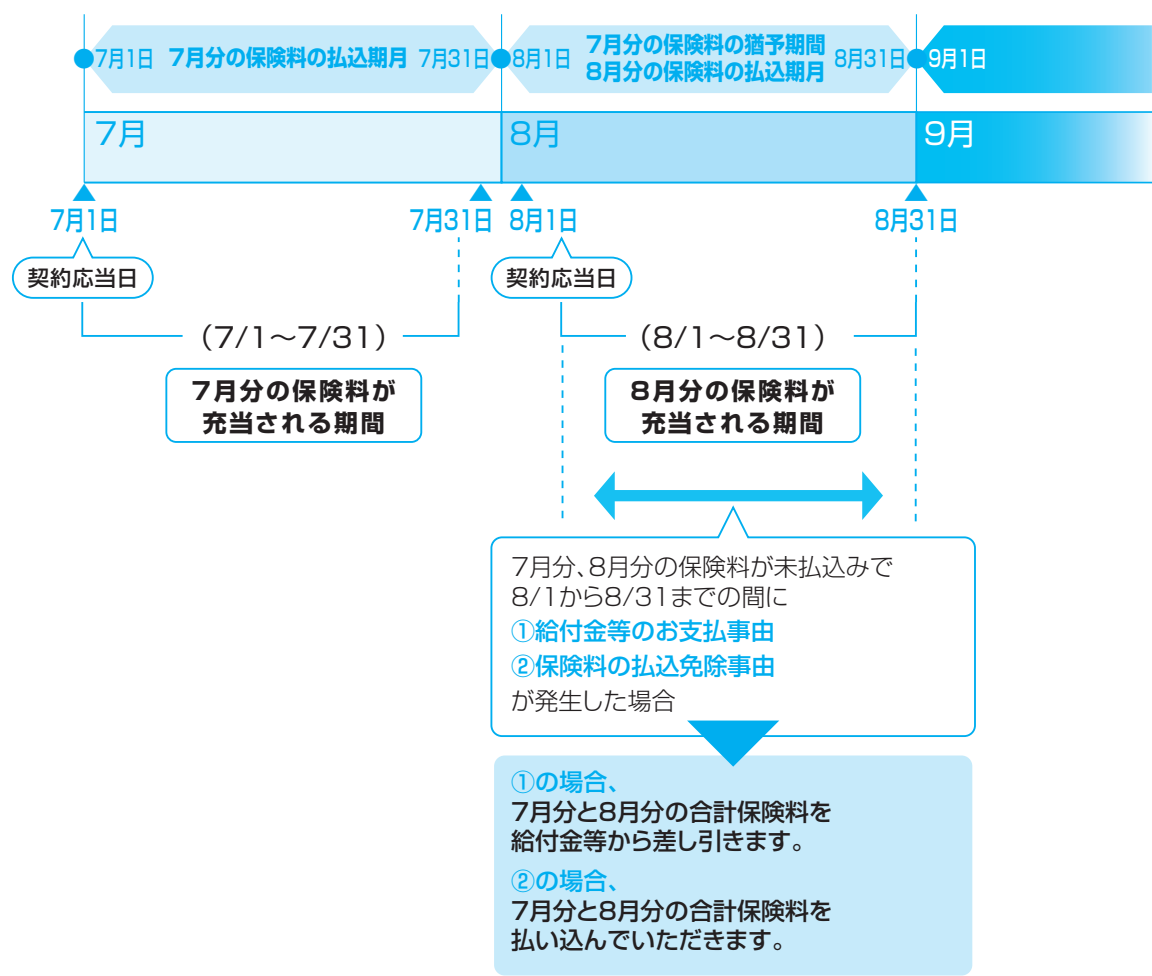 7月1日 7月分の保険料の払込期月 7月31日
8月1日 7月分の保険料の猶予期間
8月分の保険料の払込期月 8月31日
9月1日
7月
8月
9月
7月1日
7月31日
8月1日
8月31日
契約応当日
契約応当日
(7/1〜7/31)
(8/1〜8/31)
7月分の保険料が
充当される期間
8月分の保険料が
充当される期間
7月分、8月分の保険料が未払込みで
8/1から8/31までの間に
①給付金等のお支払事由
②保険料の払込免除事由
が発生した場合
①の場合、
7月分と8月分の合計保険料を
給付金等から差し引きます。
②の場合、
7月分と8月分の合計保険料を
払い込んでいただきます。